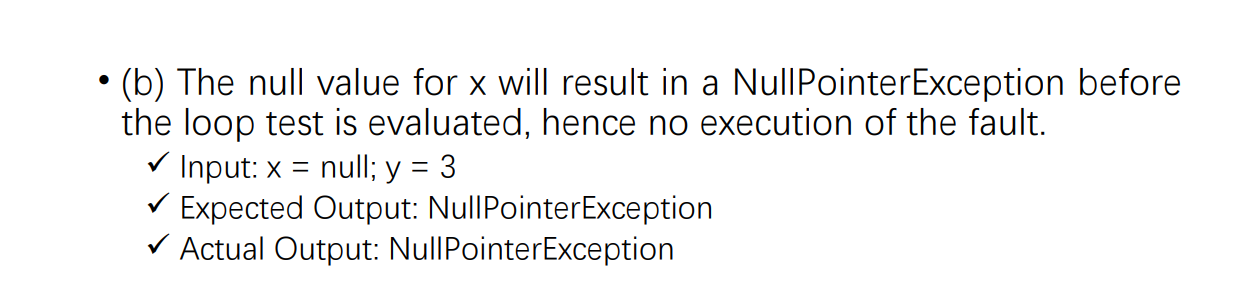 • (b) The null value for x will result in a NullPointerException before
the loop test is evaluated, hence no execution of the fault.
✓ Input: x = null; y = 3
✓ Expected Output: NullPointerException
✓ Actual Output: NullPointerException